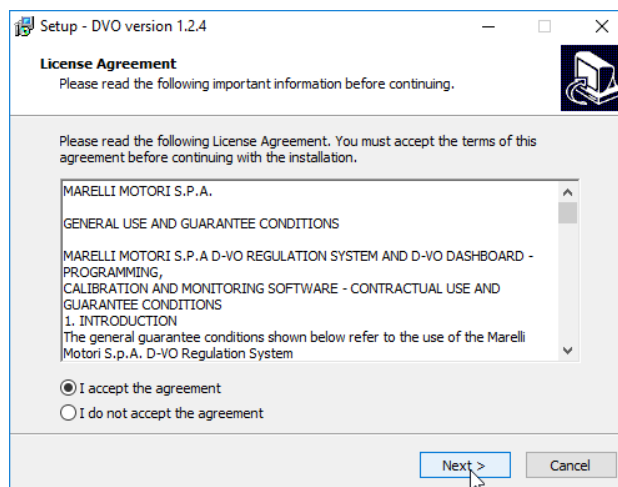 Setup - DVO version 1.2.4
License Agreement
Please read the following important information before continuing.
Please read the following License Agreement. You must accept the terms of this
agreement before continuing with the installation.
MARELLI MOTORI S.P.A.
GENERAL USE AND GUARANTEE CONDITIONS
MARELLI MOTORI S.P.A D-VO REGULATION SYSTEM AND D-VO DASHBOARD -
PROGRAMMING,
CALIBRATION AND MONITORING SOFTWARE - CONTRACTUAL USE AND
GUARANTEE CONDITIONS
1. INTRODUCTION
The general guarantee conditions shown below refer to the use of the Marelli
Motori S.p.A. D-VO Regulation System
I accept the agreement
I do not accept the agreement
Next >
Cancel